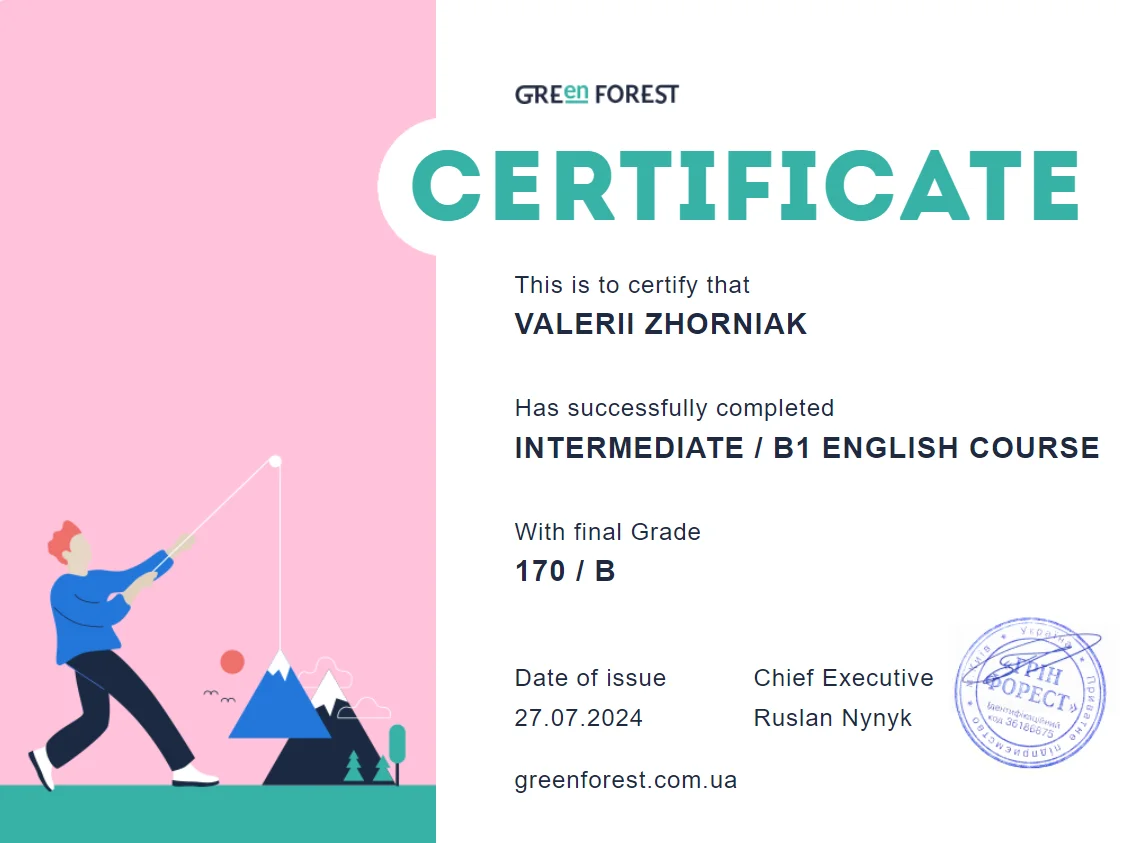 GREen FOREST
CERTIFICATE
This is to certify that
VALERII ZHORNIAK
Has successfully completed
INTERMEDIATE / B1 ENGLISH COURSE
With final Grade
170 / B
Date of issue
27.07.2024
Chief Executive
Ruslan Nynyk
greenforest.com.ua
Україна * Приватне підприємство * м.Київ *
«ГРІН
ФОРЕСТ»
Ідентифікаційний
код 36186675